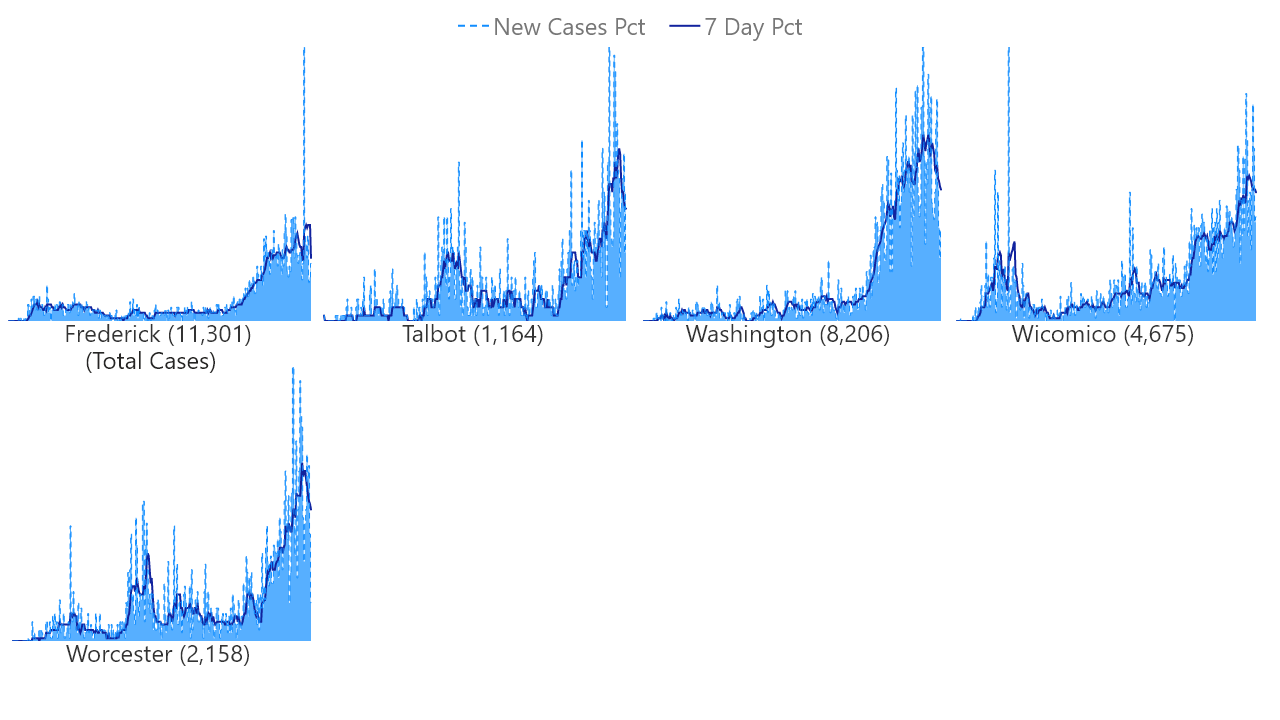 New Cases Pct 7 Day Pct
Frederick (11,301)
(Total Cases)
Talbot (1,164)
Washington (8,206)
Wicomico (4,675)
Worcester (2,158)